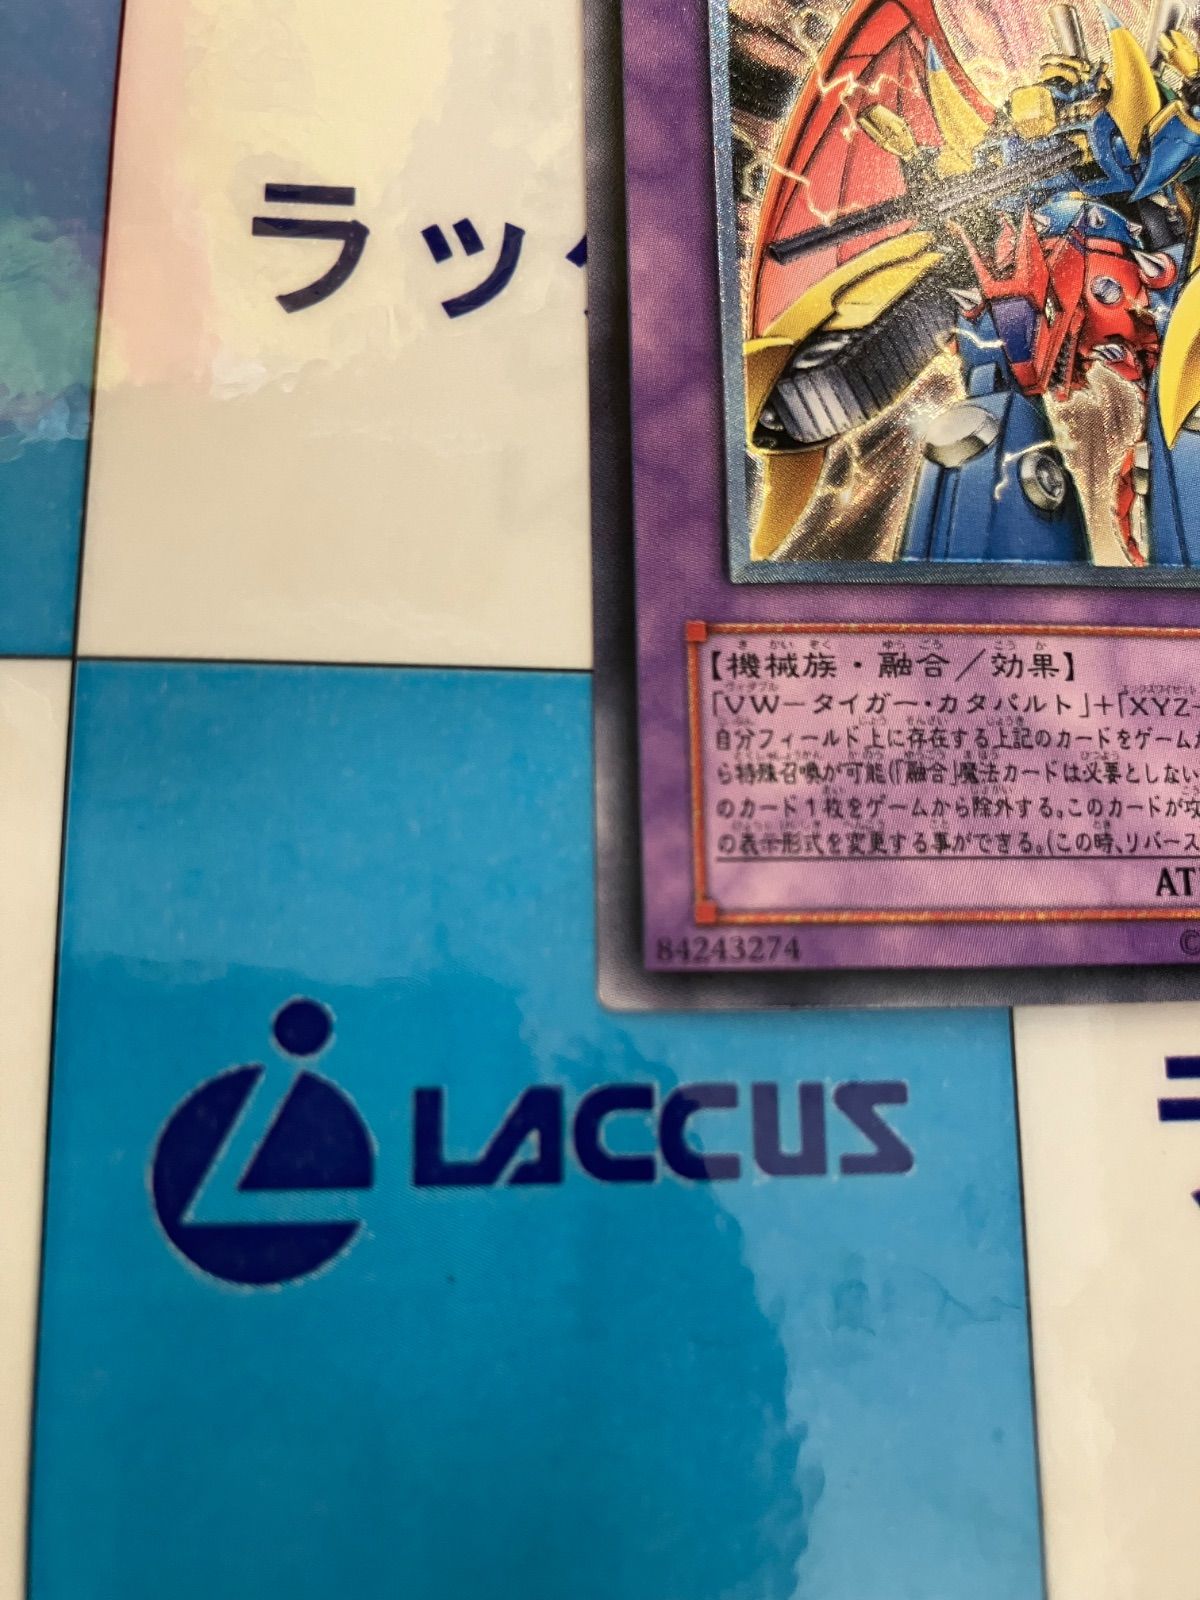 ラッ
【機械族・融合／効果】
「VW－タイガー・カタパルト」＋「XYZ-
自分フィールド上に存在する上記のカードをゲームか
ら特殊召喚が可能(「融合」魔法カードは必要としない
のカード１枚をゲームから除外する。このカードが攻
の表示形式を変更する事ができる。(この時、リバース
AT
84243274
©
LACCUS